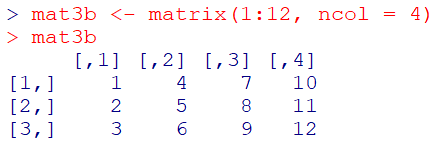 > mat3b <- matrix(1:12, ncol = 4)
> mat3b
     [,1] [,2] [,3] [,4]
[1,]    1    4    7   10
[2,]    2    5    8   11
[3,]    3    6    9   12